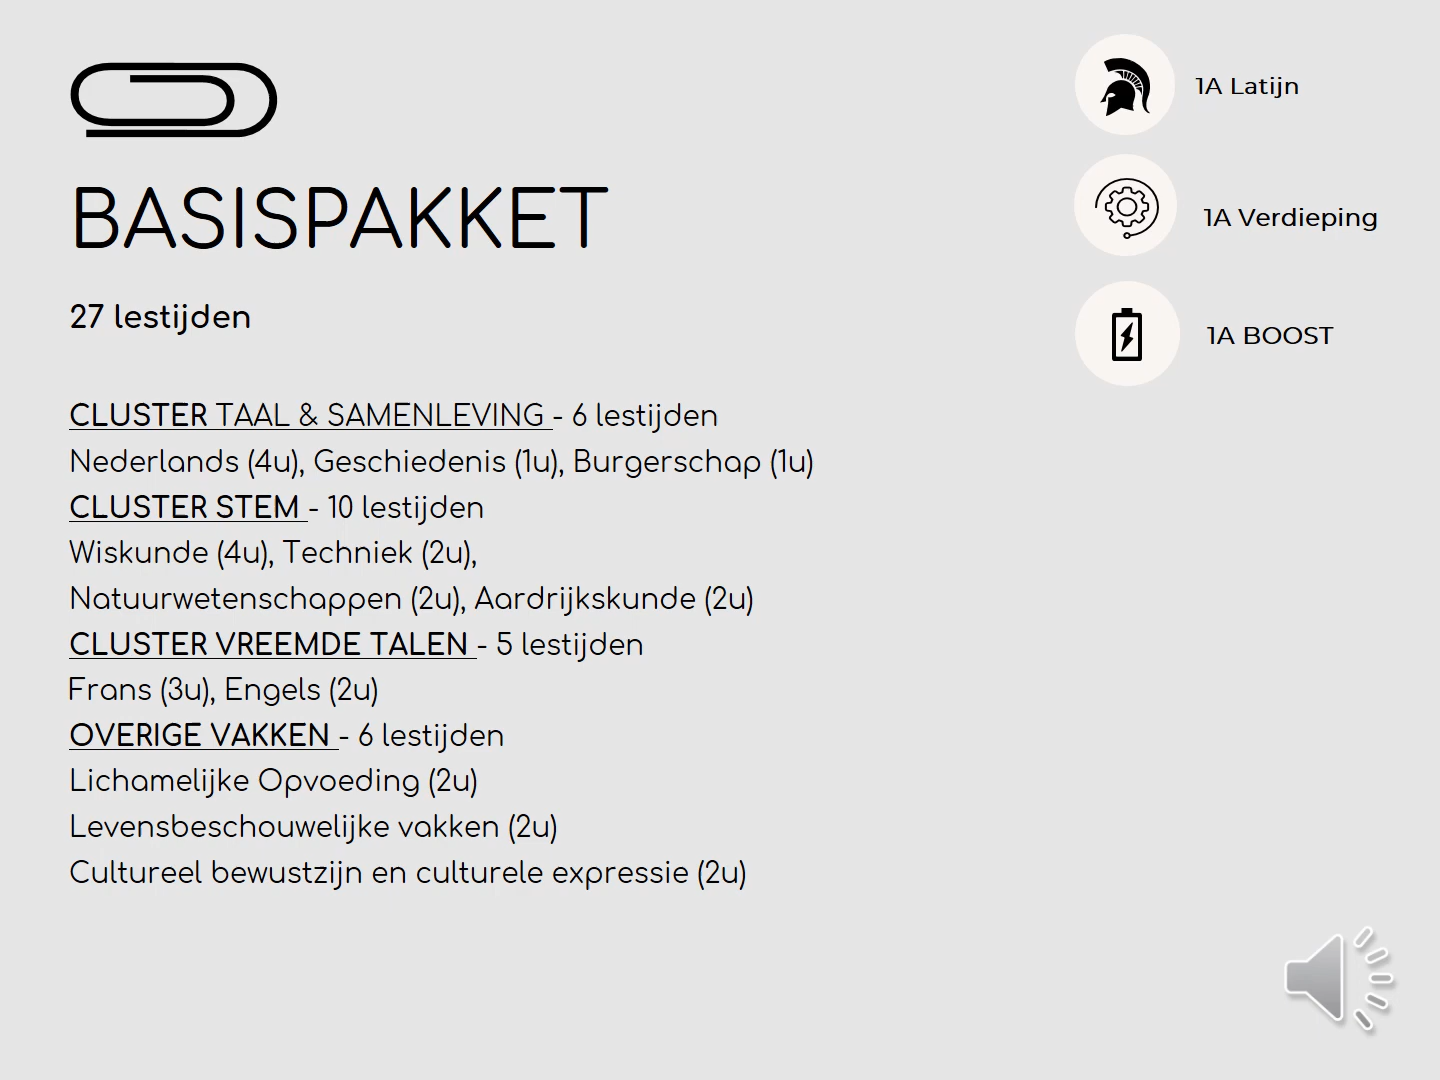 BASISPAKKET
27 lestijden
CLUSTER TAAL & SAMENLEVING - 6 lestijden
Nederlands (4u), Geschiedenis (1u), Burgerschap (1u)
CLUSTER STEM - 10 lestijden
Wiskunde (4u), Techniek (2u),
Natuurwetenschappen (2u), Aardrijkskunde (2u)
CLUSTER VREEMDE TALEN - 5 lestijden
Frans (3u), Engels (2u)
OVERIGE VAKKEN - 6 lestijden
Lichamelijke Opvoeding (2u)
Levensbeschouwelijke vakken (2u)
Cultureel bewustzijn en culturele expressie (2u)
1A Latijn
1A Verdieping
1A BOOST